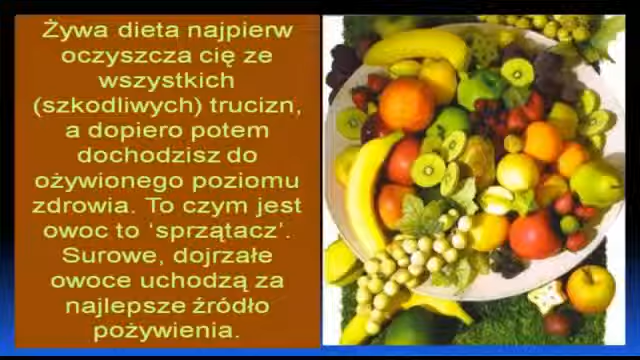 Żywa dieta najpierw
oczyszcza cię ze
wszystkich
(szkodliwych) trucizn,
a dopiero potem
dochodzisz do
ożywionego poziomu
zdrowia. To czym jest
owoc to ‘sprzątacz’.
Surowe, dojrzałe
owoce uchodzą za
najlepsze źródło
pożywienia.